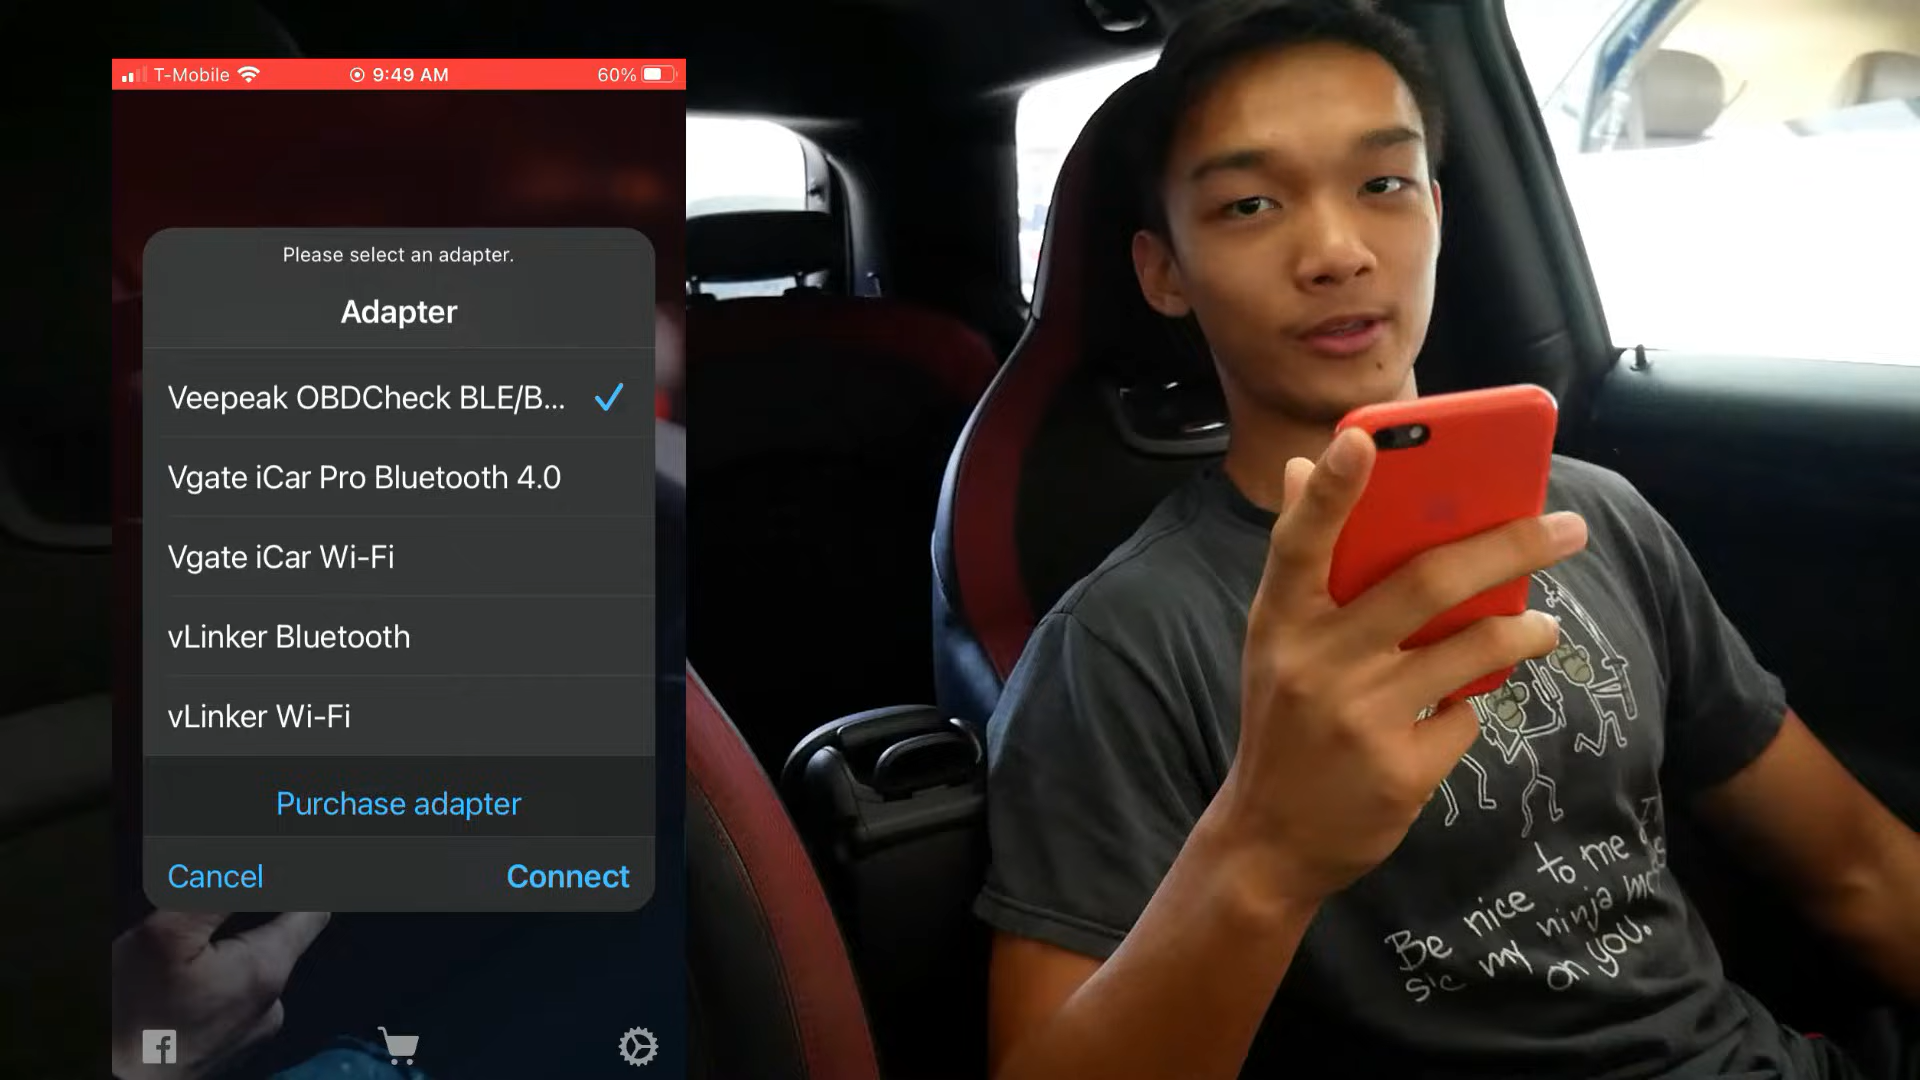 T-Mobile 9:49 AM 60%
Please select an adapter.
Adapter
Veepeak OBDCheck BLE/B...
Vgate iCar Pro Bluetooth 4.0
Vgate iCar Wi-Fi
vLinker Bluetooth
vLinker Wi-Fi
Purchase adapter
Cancel Connect
Be nice to me
sic my ninja
on you.